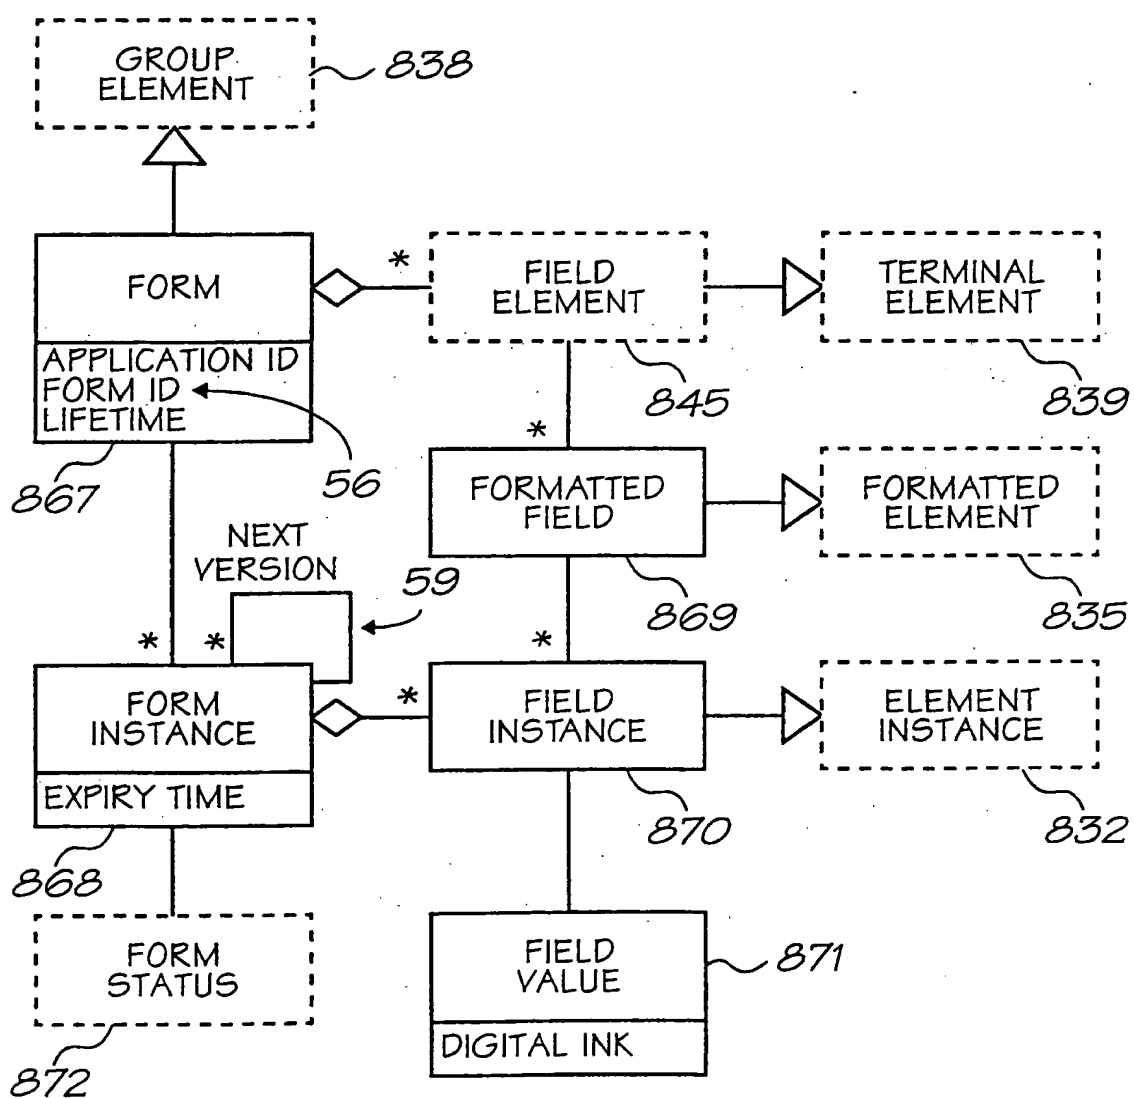 GROUP
ELEMENT
838
FORM
*
FIELD
ELEMENT
TERMINAL
ELEMENT
APPLICATION ID
FORM ID
LIFETIME
845
839
867
56
*
FORMATTED
FIELD
FORMATTED
ELEMENT
NEXT
VERSION
59
869
835
*
*
*
FORM
INSTANCE
*
FIELD
INSTANCE
ELEMENT
INSTANCE
EXPIRY TIME
870
832
868
FORM
STATUS
FIELD
VALUE
871
DIGITAL INK
872